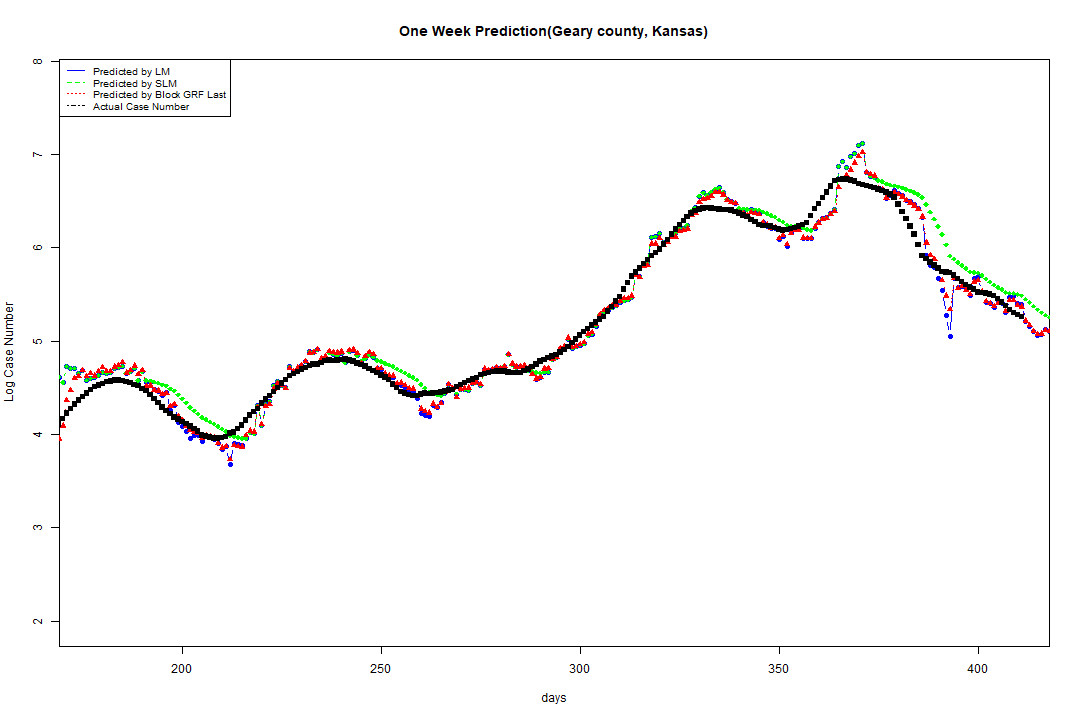 One Week Prediction(Geary county, Kansas)
Predicted by LM
Predicted by SLM
Predicted by Block GRF Last
Actual Case Number
Log Case Number
8
7
6
5
4
3
2
200 250 300 350 400
days